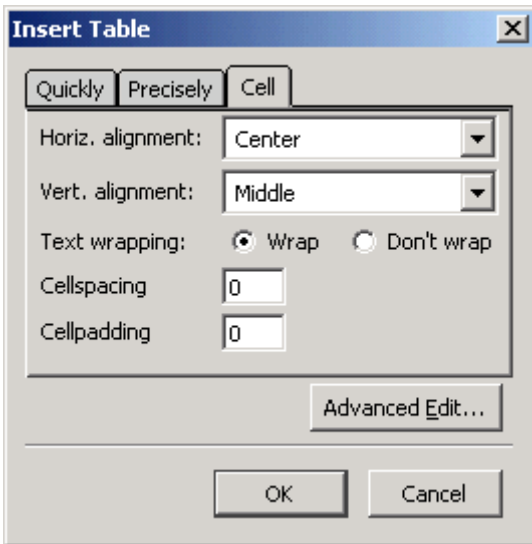 Insert Table
Quickly Precisely Cell
Horiz. alignment: Center
Vert. alignment: Middle
Text wrapping: Wrap Don't wrap
Cellspacing 0
Cellpadding 0
Advanced Edit...
OK Cancel